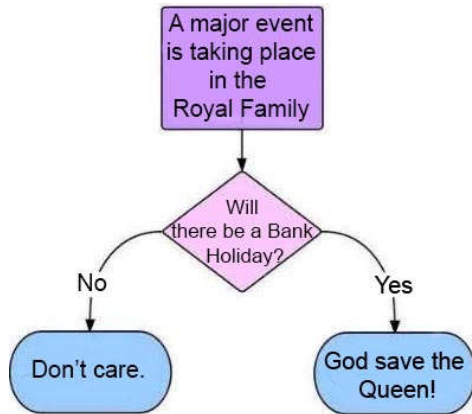 A major event
is taking place
in the
Royal Family
Will
there be a Bank
Holiday?
No
Yes
Don't care.
God save the
Queen!